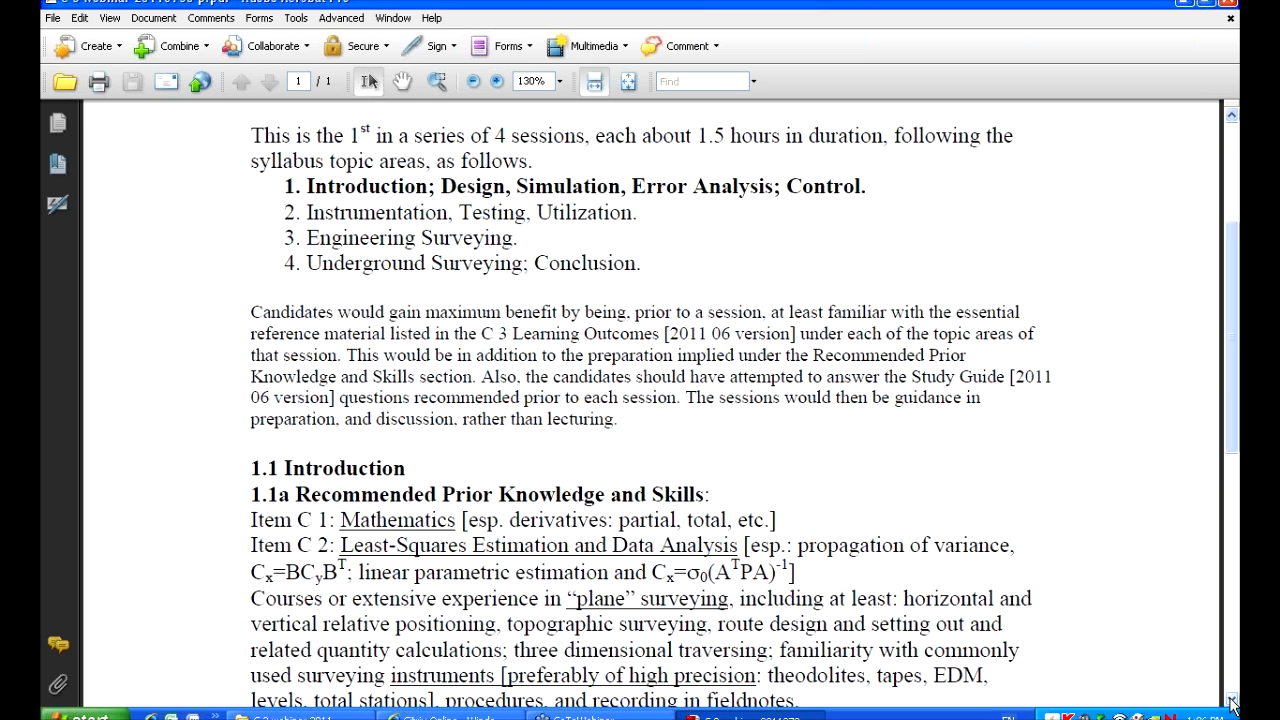 File Edit View Document Comments Forms Tools Advanced Window Help
Create Combine Collaborate Secure Sign Forms Multimedia Comment
1 / 1 130% Find
This is the 1st in a series of 4 sessions, each about 1.5 hours in duration, following the
syllabus topic areas, as follows.
1. Introduction; Design, Simulation, Error Analysis; Control.
2. Instrumentation, Testing, Utilization.
3. Engineering Surveying.
4. Underground Surveying; Conclusion.
Candidates would gain maximum benefit by being, prior to a session, at least familiar with the essential
reference material listed in the C 3 Learning Outcomes [2011 06 version] under each of the topic areas of
that session. This would be in addition to the preparation implied under the Recommended Prior
Knowledge and Skills section. Also, the candidates should have attempted to answer the Study Guide [2011
06 version] questions recommended prior to each session. The sessions would then be guidance in
preparation, and discussion, rather than lecturing.
1.1 Introduction
1.1a Recommended Prior Knowledge and Skills:
Item C 1: Mathematics [esp. derivatives: partial, total, etc.]
Item C 2: Least-Squares Estimation and Data Analysis [esp.: propagation of variance,
Cx=BCyBT; linear parametric estimation and Cx=σ0(ATPA)-1]
Courses or extensive experience in “plane” surveying, including at least: horizontal and
vertical relative positioning, topographic surveying, route design and setting out and
related quantity calculations; three dimensional traversing; familiarity with commonly
used surveying instruments [preferably of high precision: theodolites, tapes, EDM,
levels, total stations], procedures, and recording in fieldnotes.
start